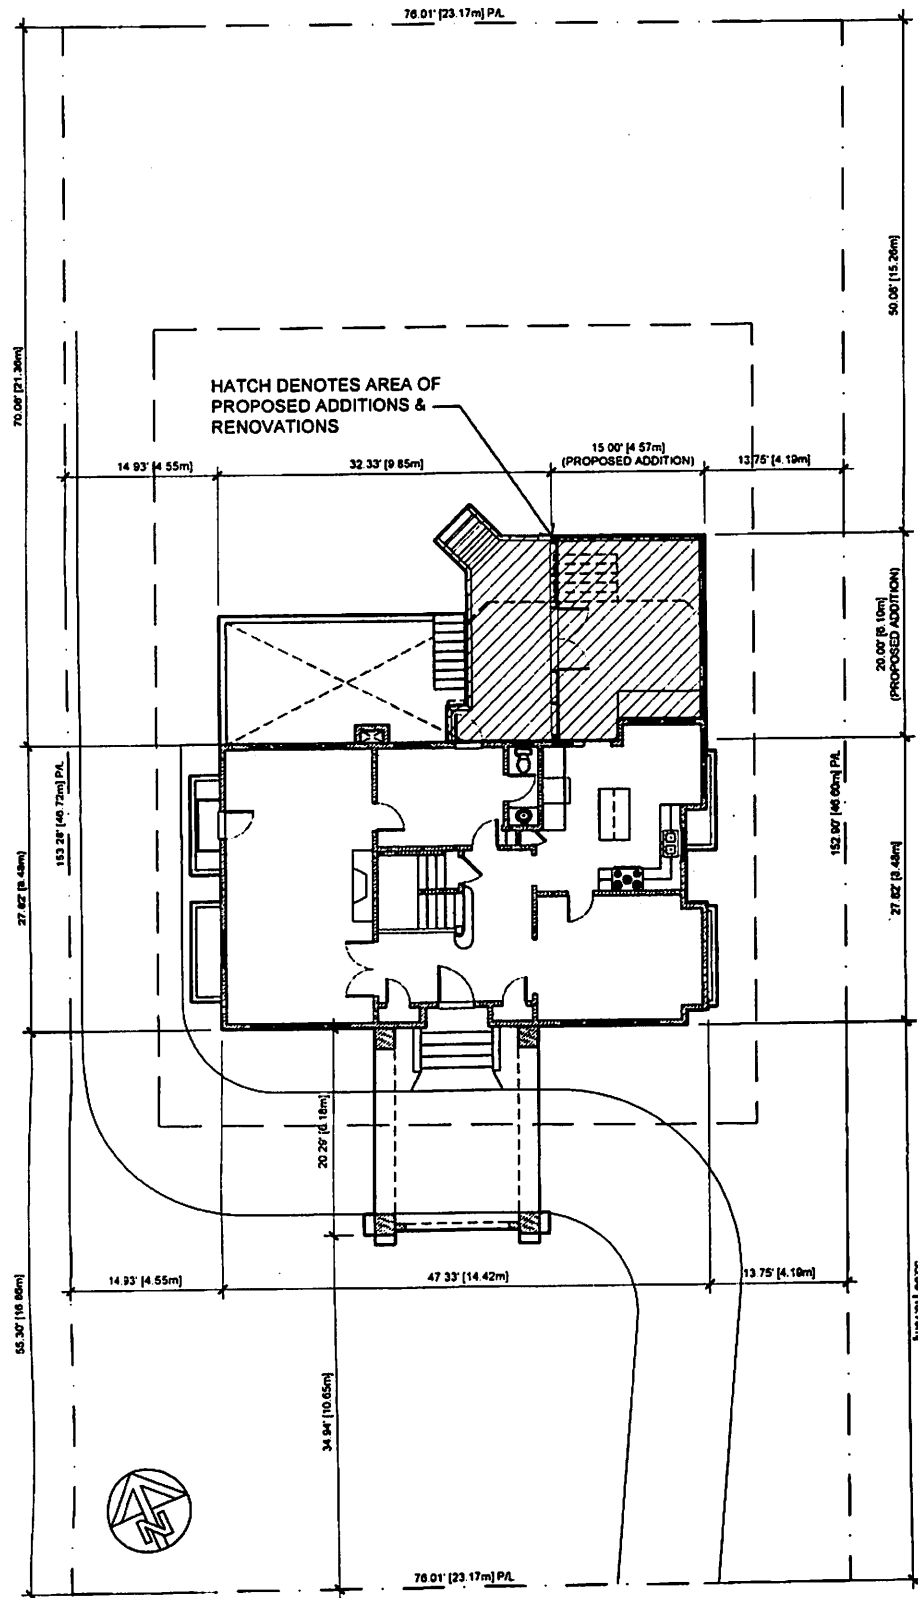 76.01' [23.17m] P/L
50.06' [15.26m]
70.06' [21.36m]
HATCH DENOTES AREA OF
PROPOSED ADDITIONS &
RENOVATIONS
14.93' [4.55m]
32.33' [9.85m]
15.00' [4.57m]
(PROPOSED ADDITION)
13.75' [4.19m]
20.00' [6.10m]
(PROPOSED ADDITION)
153.28' [46.72m] P/L
152.90' [46.60m] P/L
27.82' [8.48m]
27.82' [8.48m]
20.29' [6.18m]
14.93' [4.55m]
47.33' [14.42m]
13.75' [4.19m]
55.30' [16.86m]
34.94' [10.65m]
N
76.01' [23.17m] P/L